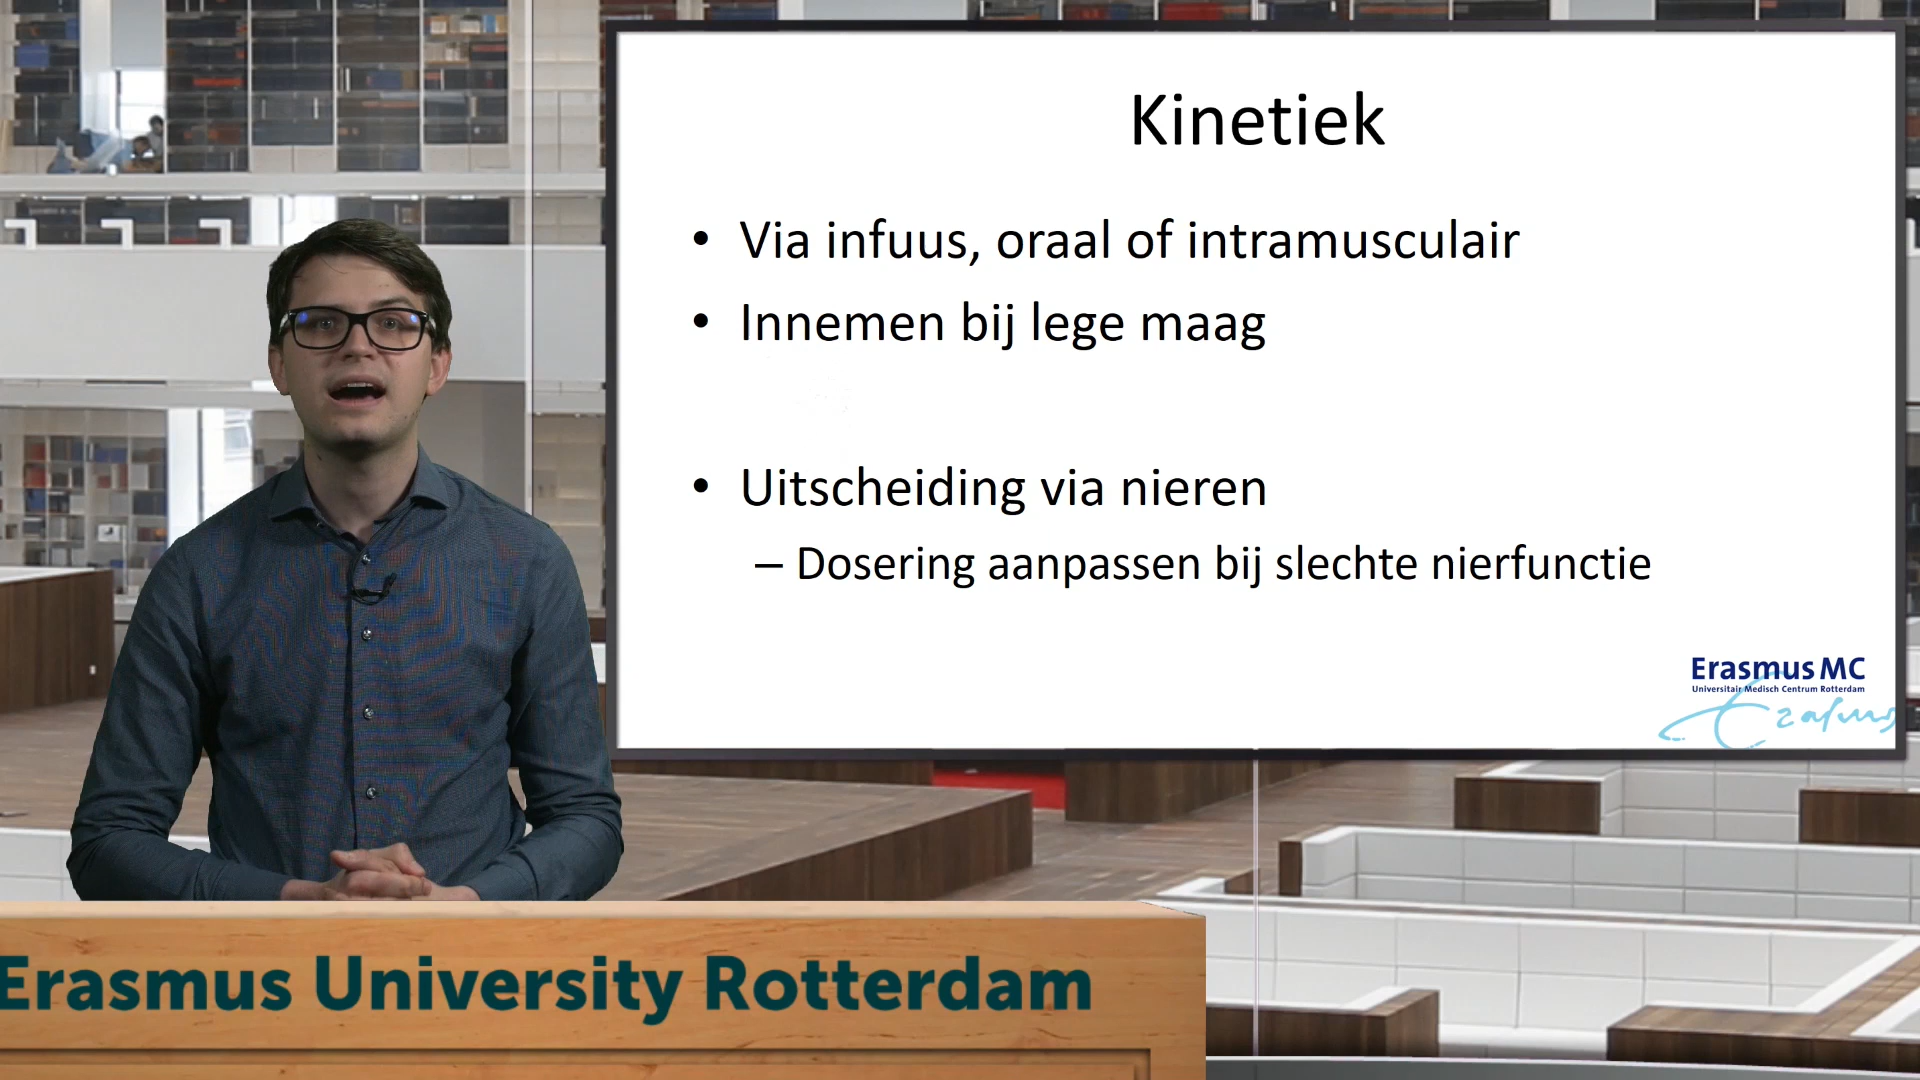 Kinetiek
• Via infuus, oraal of intramusculair
• Innemen bij lege maag
• Uitscheiding via nieren
– Dosering aanpassen bij slechte nierfunctie
Erasmus MC
Universitair Medisch Centrum Rotterdam
Erasmus
Erasmus University Rotterdam